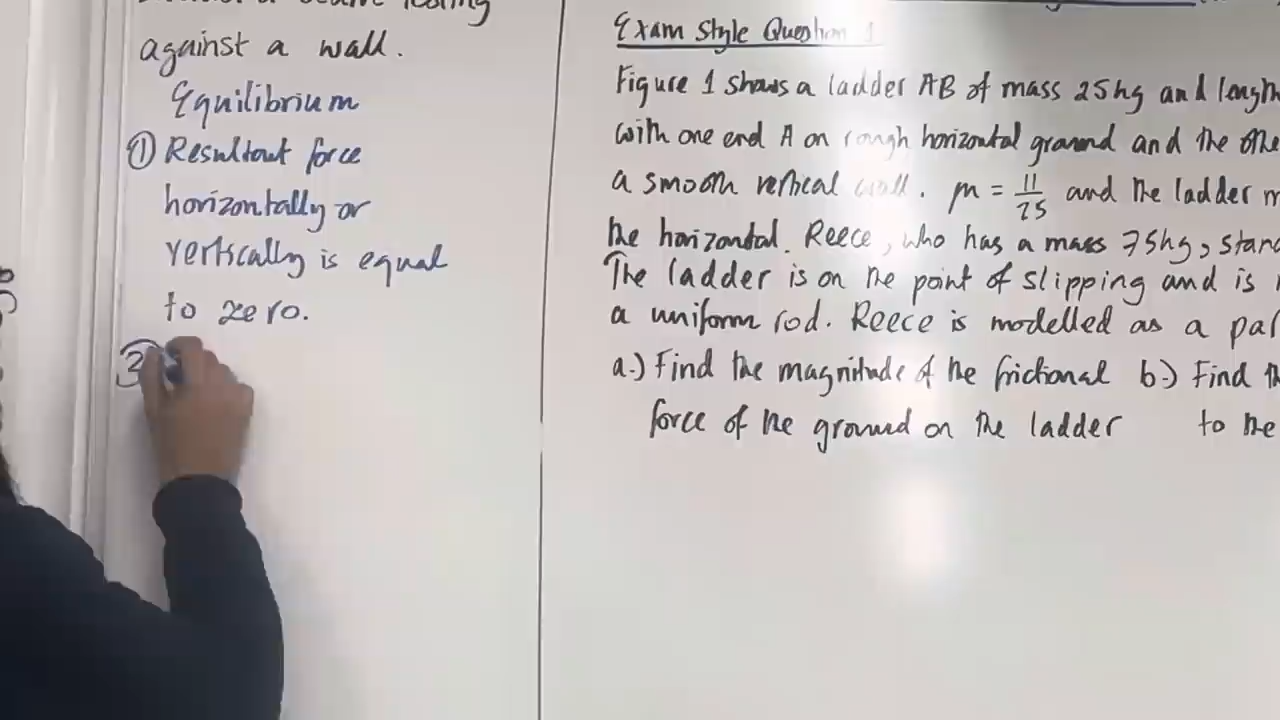 against a wall.
Equilibrium
① Resultant force
horizontally or
vertically is equal
to zero.
Exam Style Question 1
Figure 1 shows a ladder AB of mass 25kg and length
with one end A on rough horizontal ground and the
a smooth vertical wall. μ = 11/25 and the ladder
the horizontal. Reece, who has a mass 75kg,
The ladder is on the point of slipping and is
a uniform rod. Reece is modelled as a
a.) Find the magnitude of the frictional b.) Find
force of the ground on the ladder to the